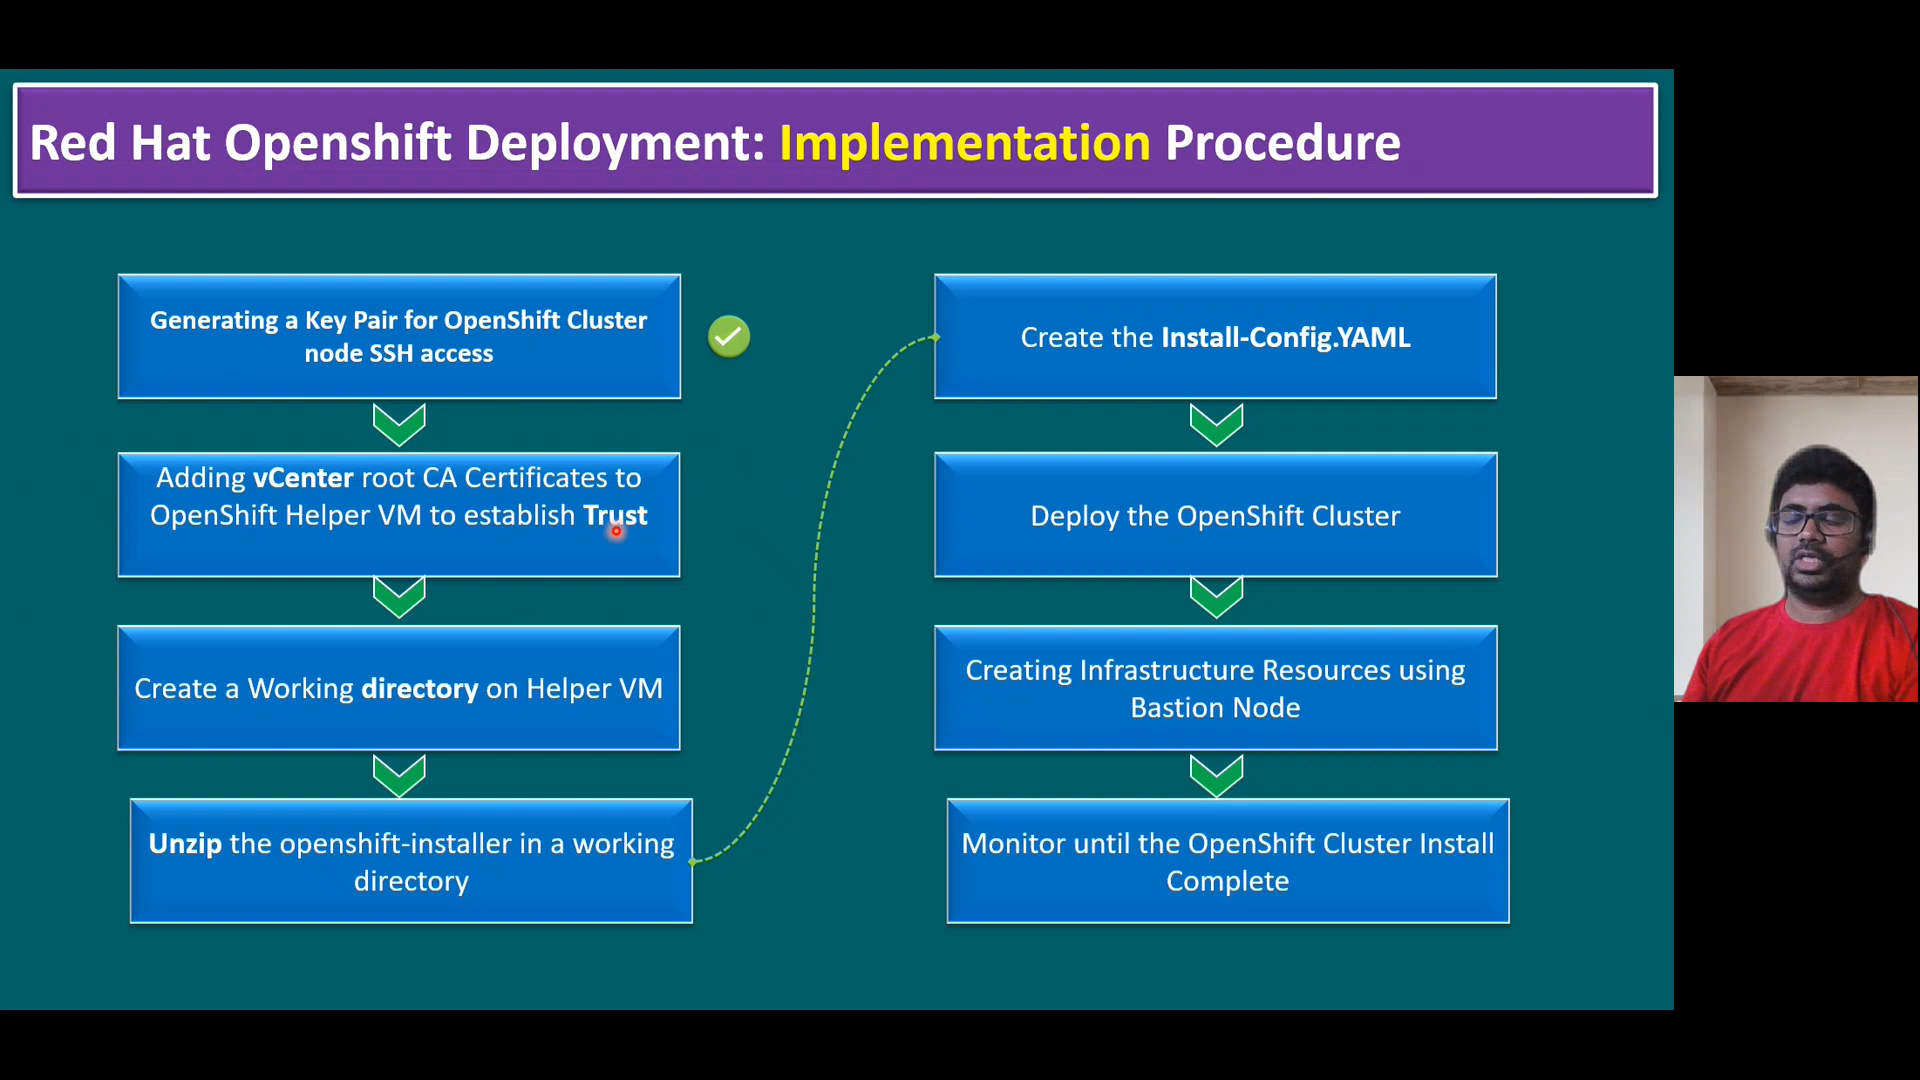 Red Hat Openshift Deployment: Implementation Procedure
Generating a Key Pair for OpenShift Cluster
node SSH access
Adding vCenter root CA Certificates to
OpenShift Helper VM to establish Trust
Create a Working directory on Helper VM
Unzip the openshift-installer in a working
directory
Create the Install-Config.YAML
Deploy the OpenShift Cluster
Creating Infrastructure Resources using
Bastion Node
Monitor until the OpenShift Cluster Install
Complete